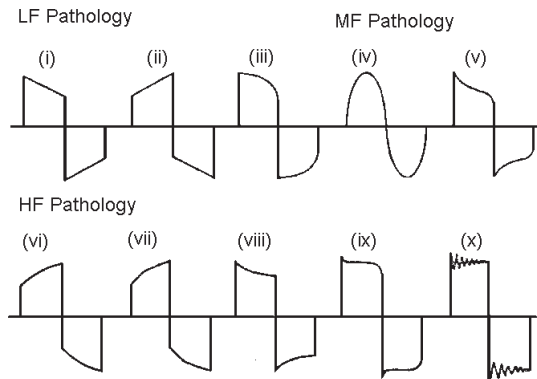 LF Pathology
MF Pathology
(i) (ii) (iii) (iv) (v)
HF Pathology
(vi) (vii) (viii) (ix) (x)